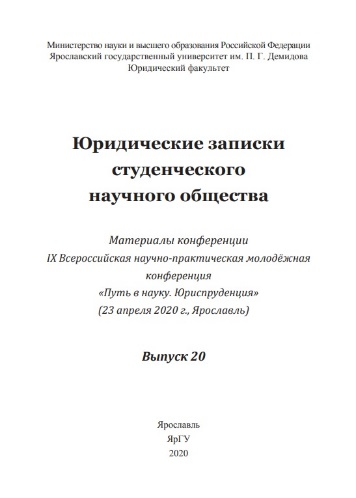 Министерство науки и высшего образования Российской Федерации
Ярославский государственный университет им. П. Г. Демидова
Юридический факультет
Юридические записки
студенческого
научного общества
Материалы конференции
IX Всероссийская научно-практическая молодёжная
конференция
«Путь в науку. Юриспруденция»
(23 апреля 2020 г., Ярославль)
Выпуск 20
Ярославль
ЯрГУ
2020